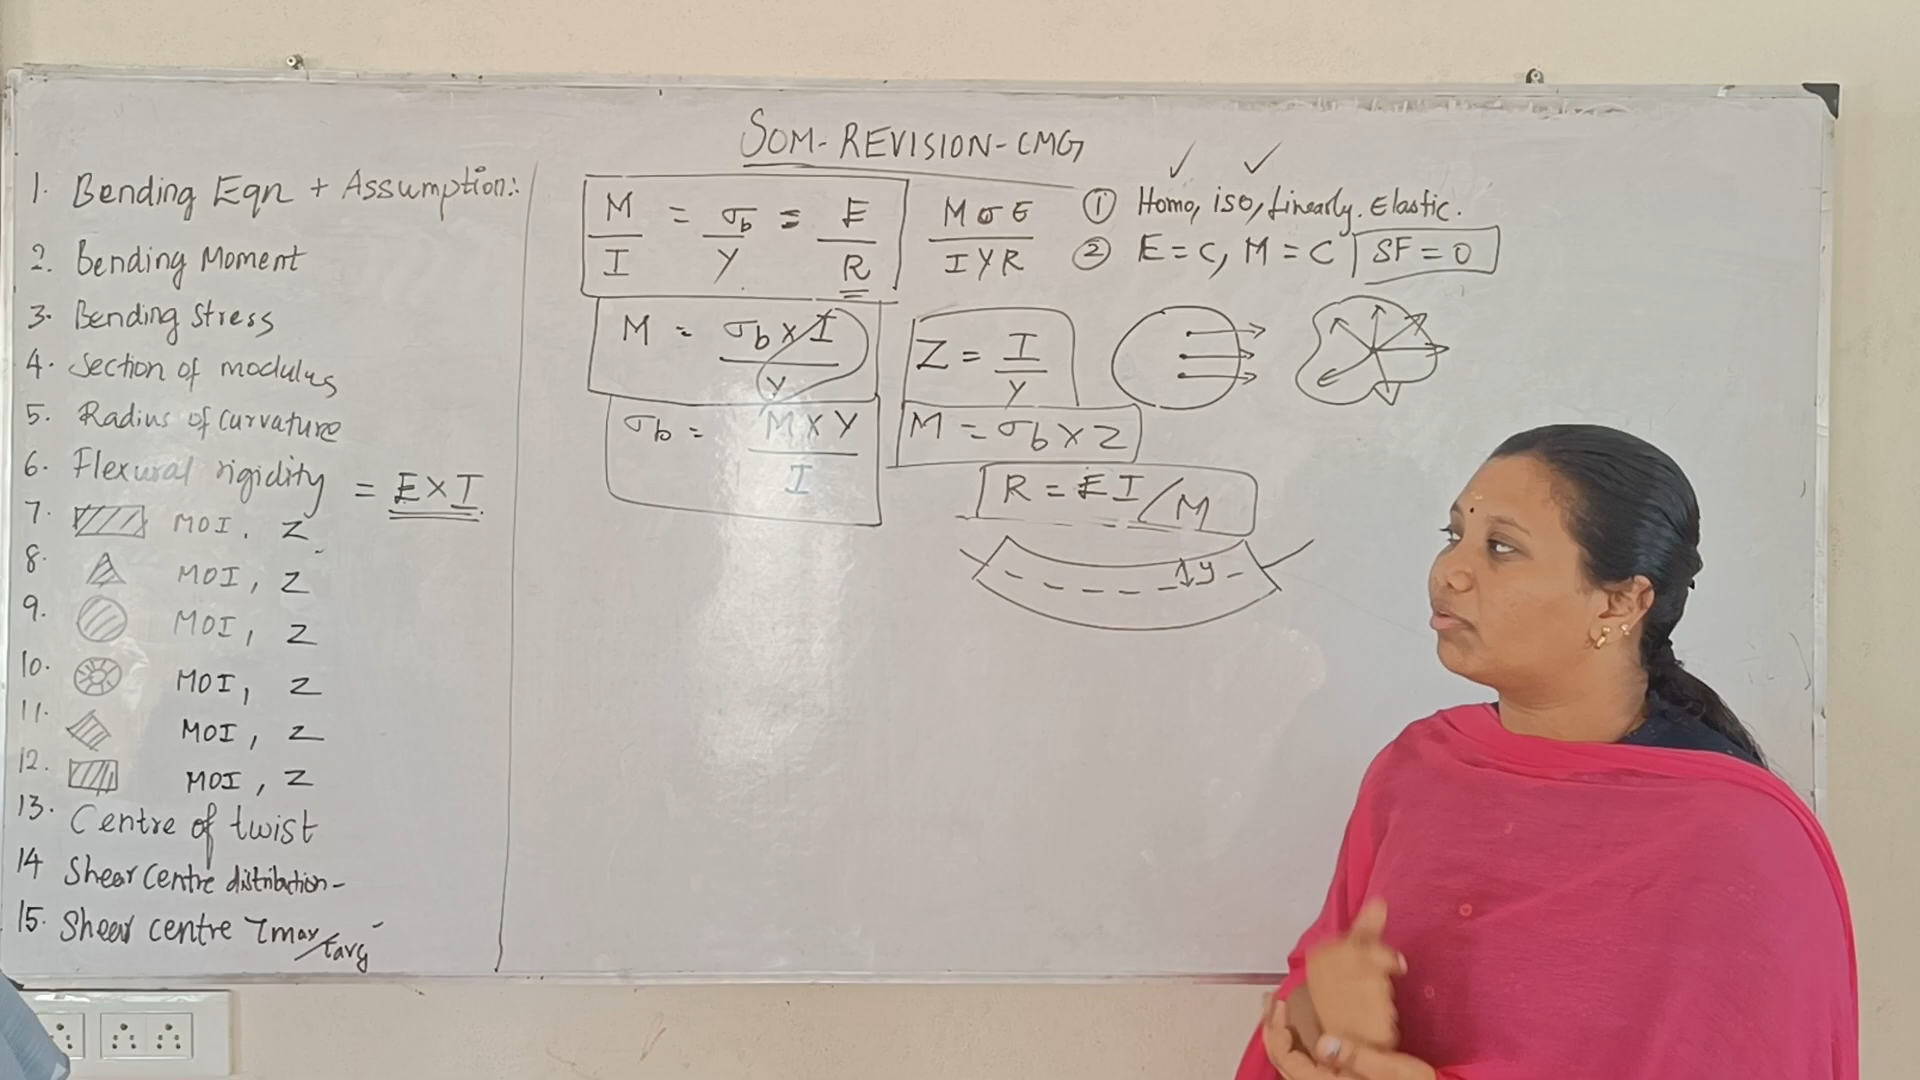 SOM-REVISION-CMG
1. Bending Eqn + Assumption:
2. Bending Moment
3. Bending Stress
4. Section of modulus
5. Radius of curvature
6. Flexural rigidity = E×I
7. MOI, Z
8. MOI, Z
9. MOI, Z
10. MOI, Z
11. MOI, Z
12. MOI, Z
13. Centre of twist
14 Shear Centre distribution-
15. Shear centre τmax/τavg
M/I = σb/Y = E/R
MσE/IYR
① Homo, iso, Linearly. Elastic.
② E = C, M = C SF = 0
M = σb×I/Y
Z = I/Y
σb = M×Y/I
M = σb×Z
R = EI/M
y